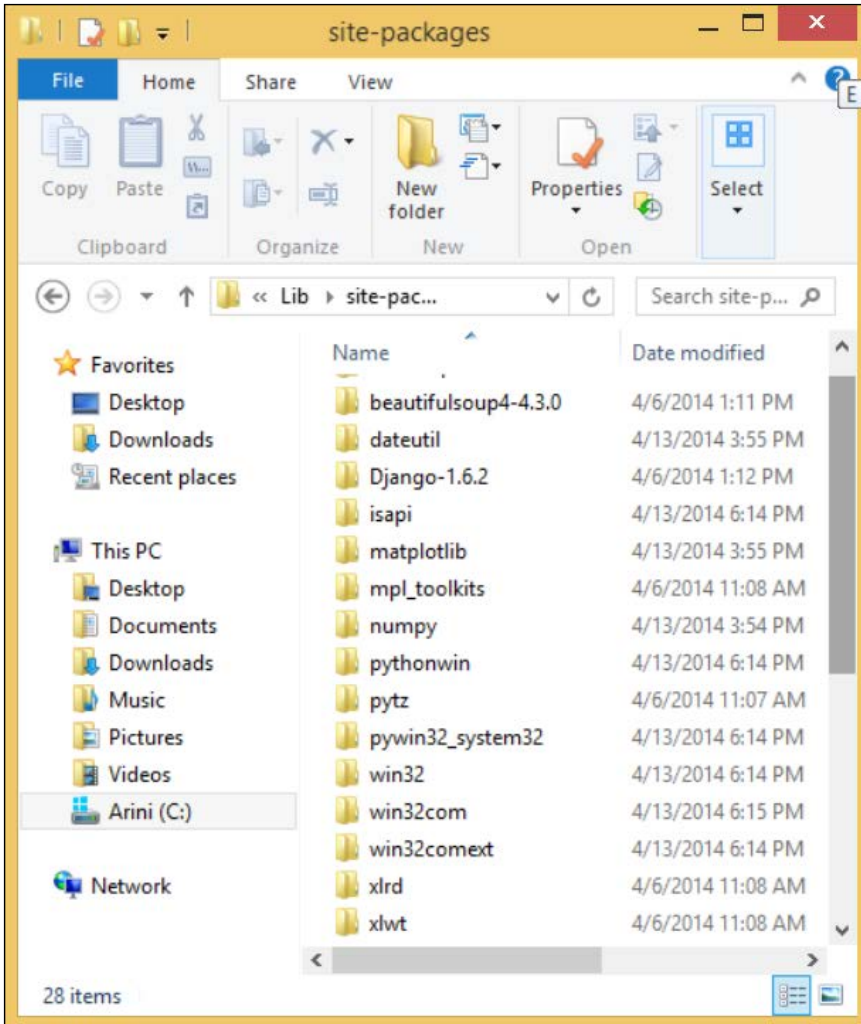 site-packages
File Home Share View
E
Copy Paste New folder Properties Select
Clipboard Organize New Open
« Lib site-pac... Search site-p...
Name Date modified
Favorites
Desktop
Downloads
Recent places
This PC
Desktop
Documents
Downloads
Music
Pictures
Videos
Arini (C:)
Network
beautifulsoup4-4.3.0 4/6/2014 1:11 PM
dateutil 4/13/2014 3:55 PM
Django-1.6.2 4/6/2014 1:12 PM
isapi 4/13/2014 6:14 PM
matplotlib 4/13/2014 3:55 PM
mpl_toolkits 4/6/2014 11:08 AM
numpy 4/13/2014 3:54 PM
pythonwin 4/13/2014 6:14 PM
pytz 4/6/2014 11:07 AM
pywin32_system32 4/13/2014 6:14 PM
win32 4/13/2014 6:14 PM
win32com 4/13/2014 6:15 PM
win32comext 4/13/2014 6:14 PM
xlrd 4/6/2014 11:08 AM
xlwt 4/6/2014 11:08 AM
28 items